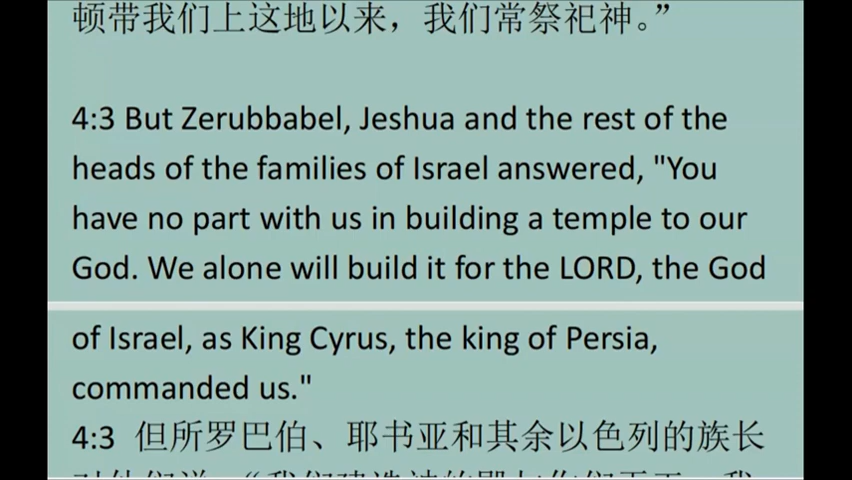 顿带我们上这地以来，我们常祭祀神。”
4:3 But Zerubbabel, Jeshua and the rest of the
heads of the families of Israel answered, "You
have no part with us in building a temple to our
God. We alone will build it for the LORD, the God
of Israel, as King Cyrus, the king of Persia,
commanded us."
4:3 但所罗巴伯、耶书亚和其余以色列的族长